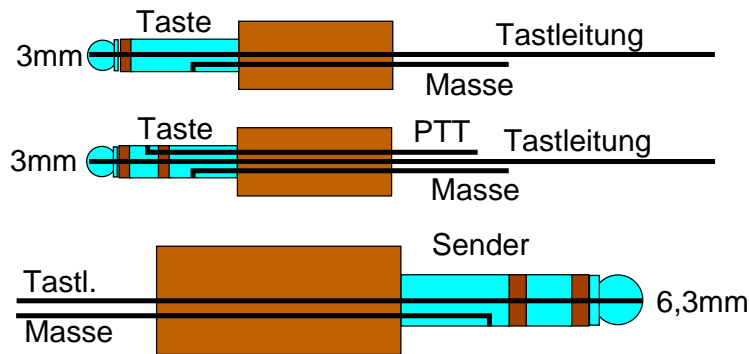 Taste
3mm
Tastleitung
Masse
Taste
PTT
3mm
Tastleitung
Masse
Sender
Tastl.
6,3mm
Masse